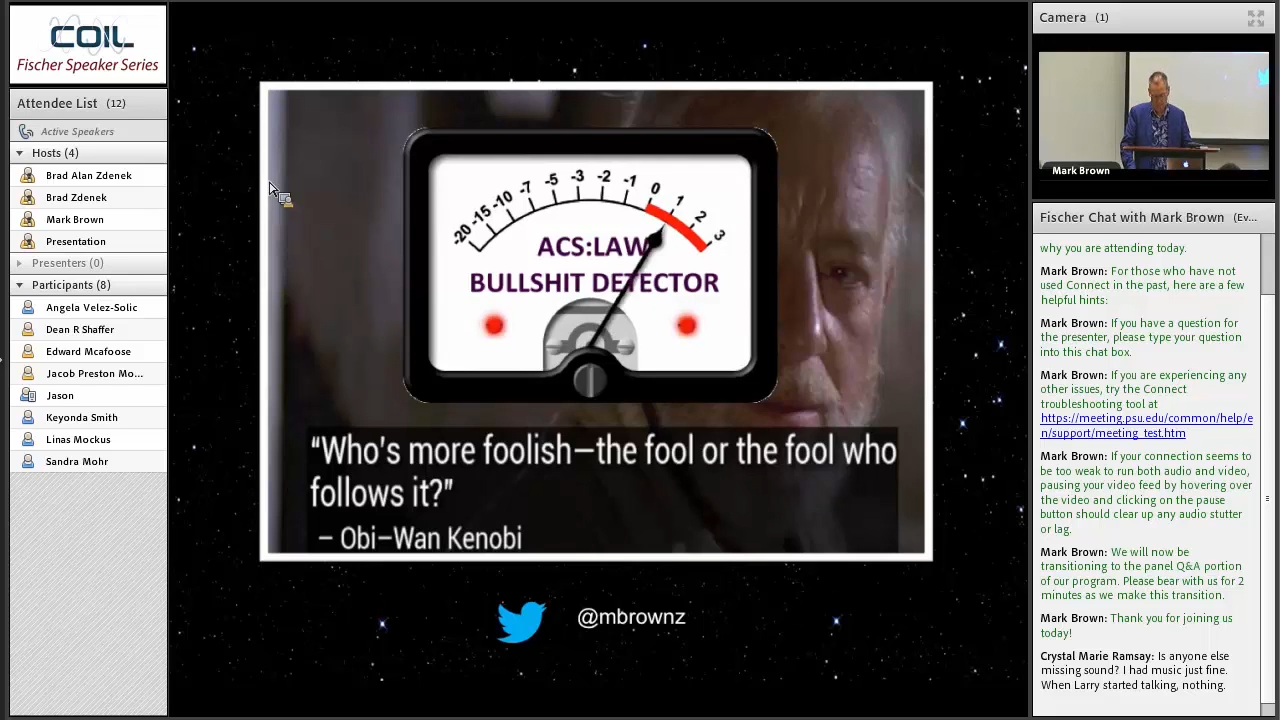 COIL
Fischer Speaker Series
Attendee List (12)
Active Speakers
Hosts (4)
Brad Alan Zdenek
Brad Zdenek
Mark Brown
Presentation
Presenters (0)
Participants (8)
Angela Velez-Solic
Dean R Shaffer
Edward Mcafoose
Jacob Preston Mo...
Jason
Keyonda Smith
Linas Mockus
Sandra Mohr
-20 -15 -10 -7 -5 -3 -2 -1 0 1 2 3
ACS:LAW
BULLSHIT DETECTOR
“Who's more foolish—the fool or the fool who
follows it?”
— Obi—Wan Kenobi
@mbrownz
Camera (1)
Mark Brown
Fischer Chat with Mark Brown (Ev...
why you are attending today.
Mark Brown: For those who have not
used Connect in the past, here are a few
helpful hints:
Mark Brown: If you have a question for
the presenter, please type your question
into this chat box.
Mark Brown: If you are experiencing any
other issues, try the Connect
troubleshooting tool at
https://meeting.psu.edu/common/help/e
n/support/meeting_test.htm
Mark Brown: If your connection seems to
be too weak to run both audio and video,
pausing your video feed by hovering over
the video and clicking on the pause
button should clear up any audio stutter
or lag.
Mark Brown: We will now be
transitioning to the panel Q&A portion
of our program. Please bear with us for 2
minutes as we make this transition.
Mark Brown: Thank you for joining us
today!
Crystal Marie Ramsay: Is anyone else
missing sound? I had music just fine.
When Larry started talking, nothing.